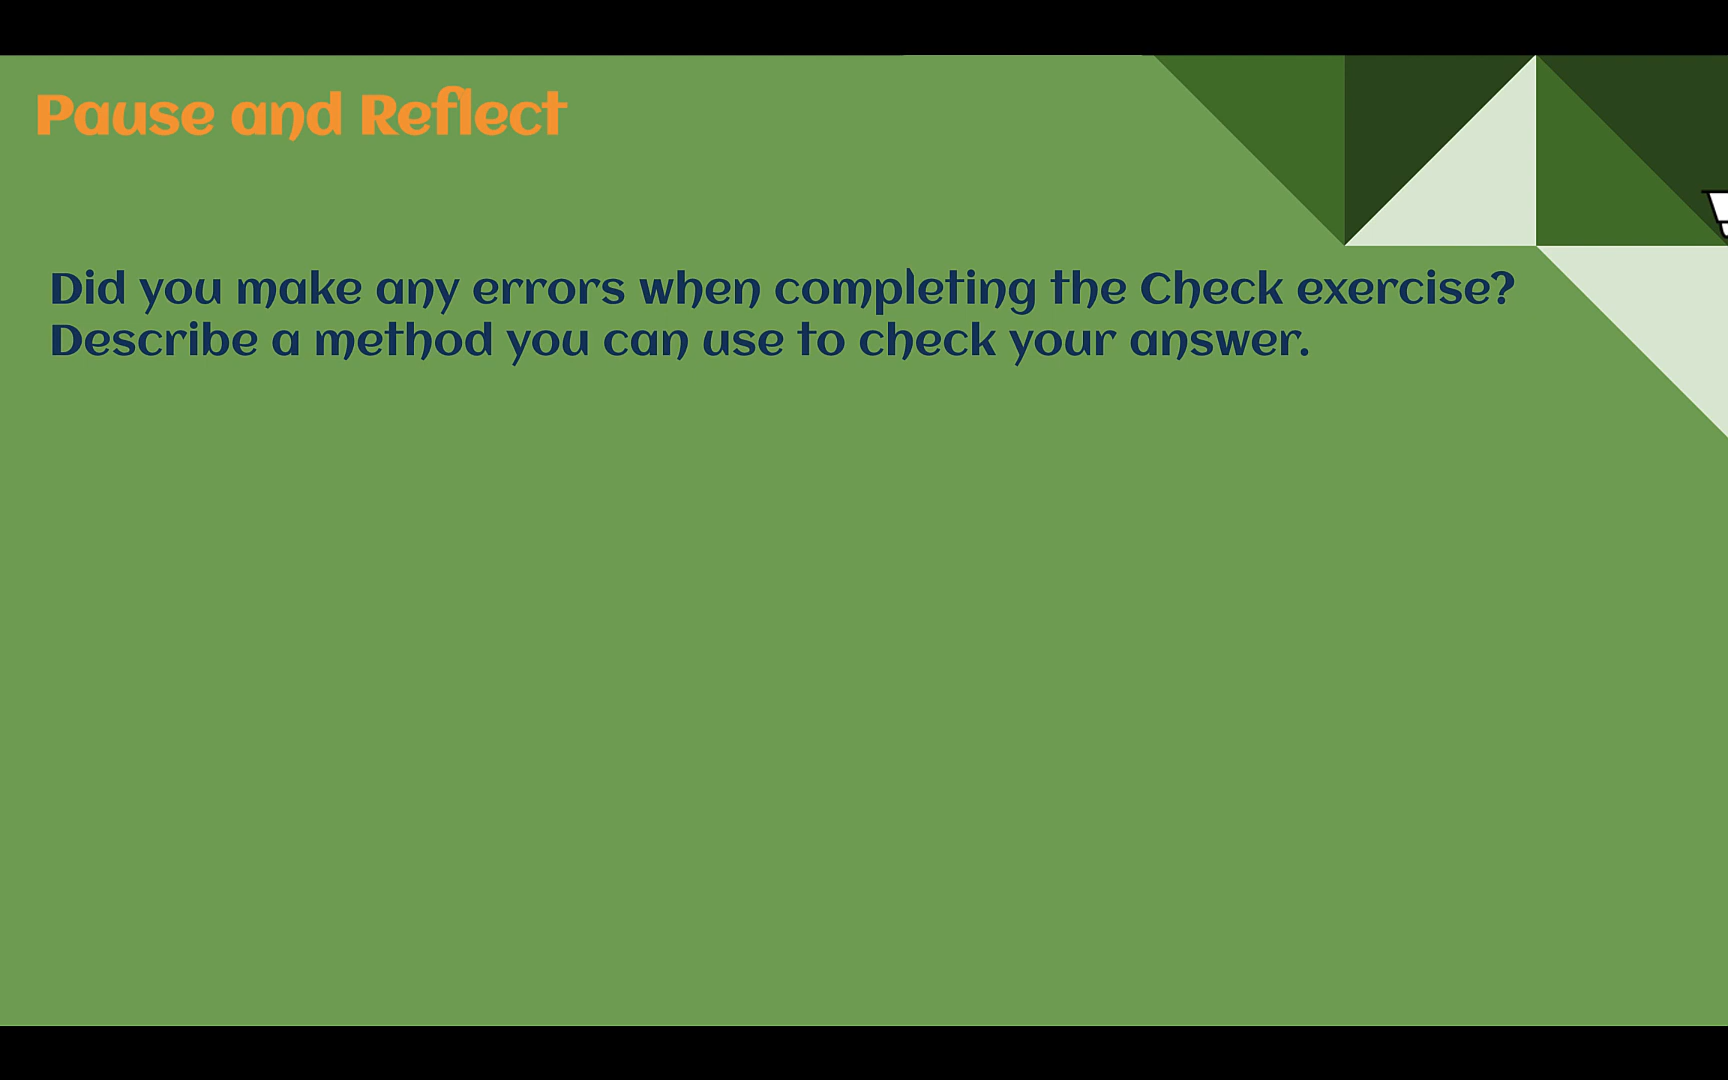 Pause and Reflect
Did you make any errors when completing the Check exercise?
Describe a method you can use to check your answer.